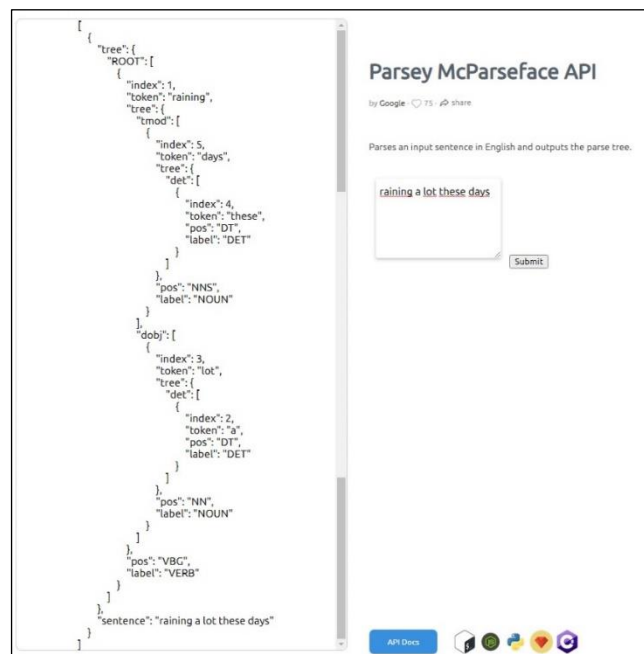 [
{
"tree": {
"ROOT": [
{
"index": 1,
"token": "raining",
"tree": {
"tmod": [
{
"index": 5,
"token": "days",
"tree": {
"det": [
{
"index": 4,
"token": "these",
"pos": "DT",
"label": "DET"
}
]
},
"pos": "NNS",
"label": "NOUN"
}
],
"dobj": [
{
"index": 3,
"token": "lot",
"tree": {
"det": [
{
"index": 2,
"token": "a",
"pos": "DT",
"label": "DET"
}
]
},
"pos": "NN",
"label": "NOUN"
}
]
},
"pos": "VBG",
"label": "VERB"
}
]
},
"sentence": "raining a lot these days"
}
]
Parsey McParseface API
by Google · 75 · share
Parses an input sentence in English and outputs the parse tree.
raining a lot these days
Submit
API Docs